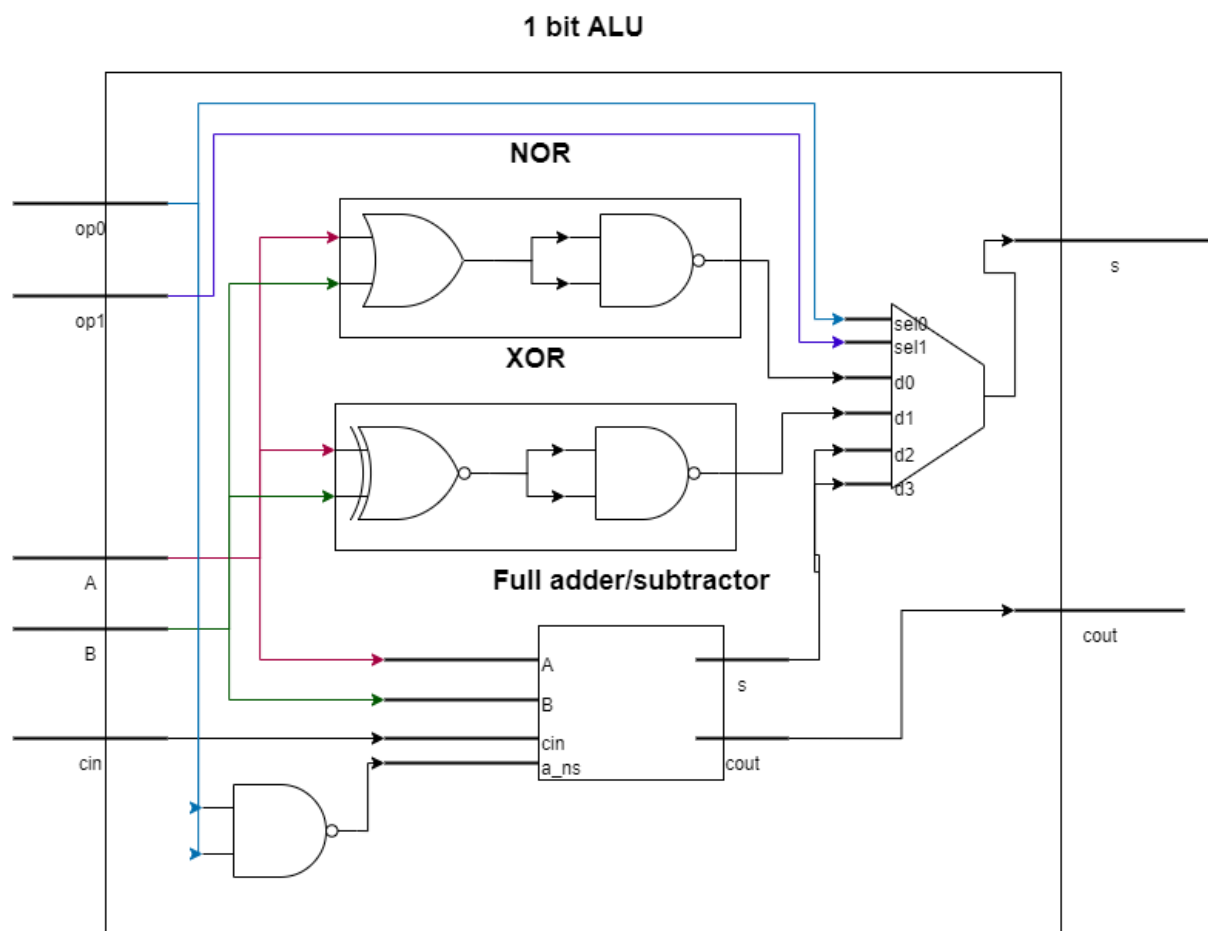 1 bit ALU
NOR
op0
s
op1
sel0
sel1
XOR
d0
d1
d2
d3
A
Full adder/subtractor
B
cout
A
s
B
cin
cin
cout
a_ns